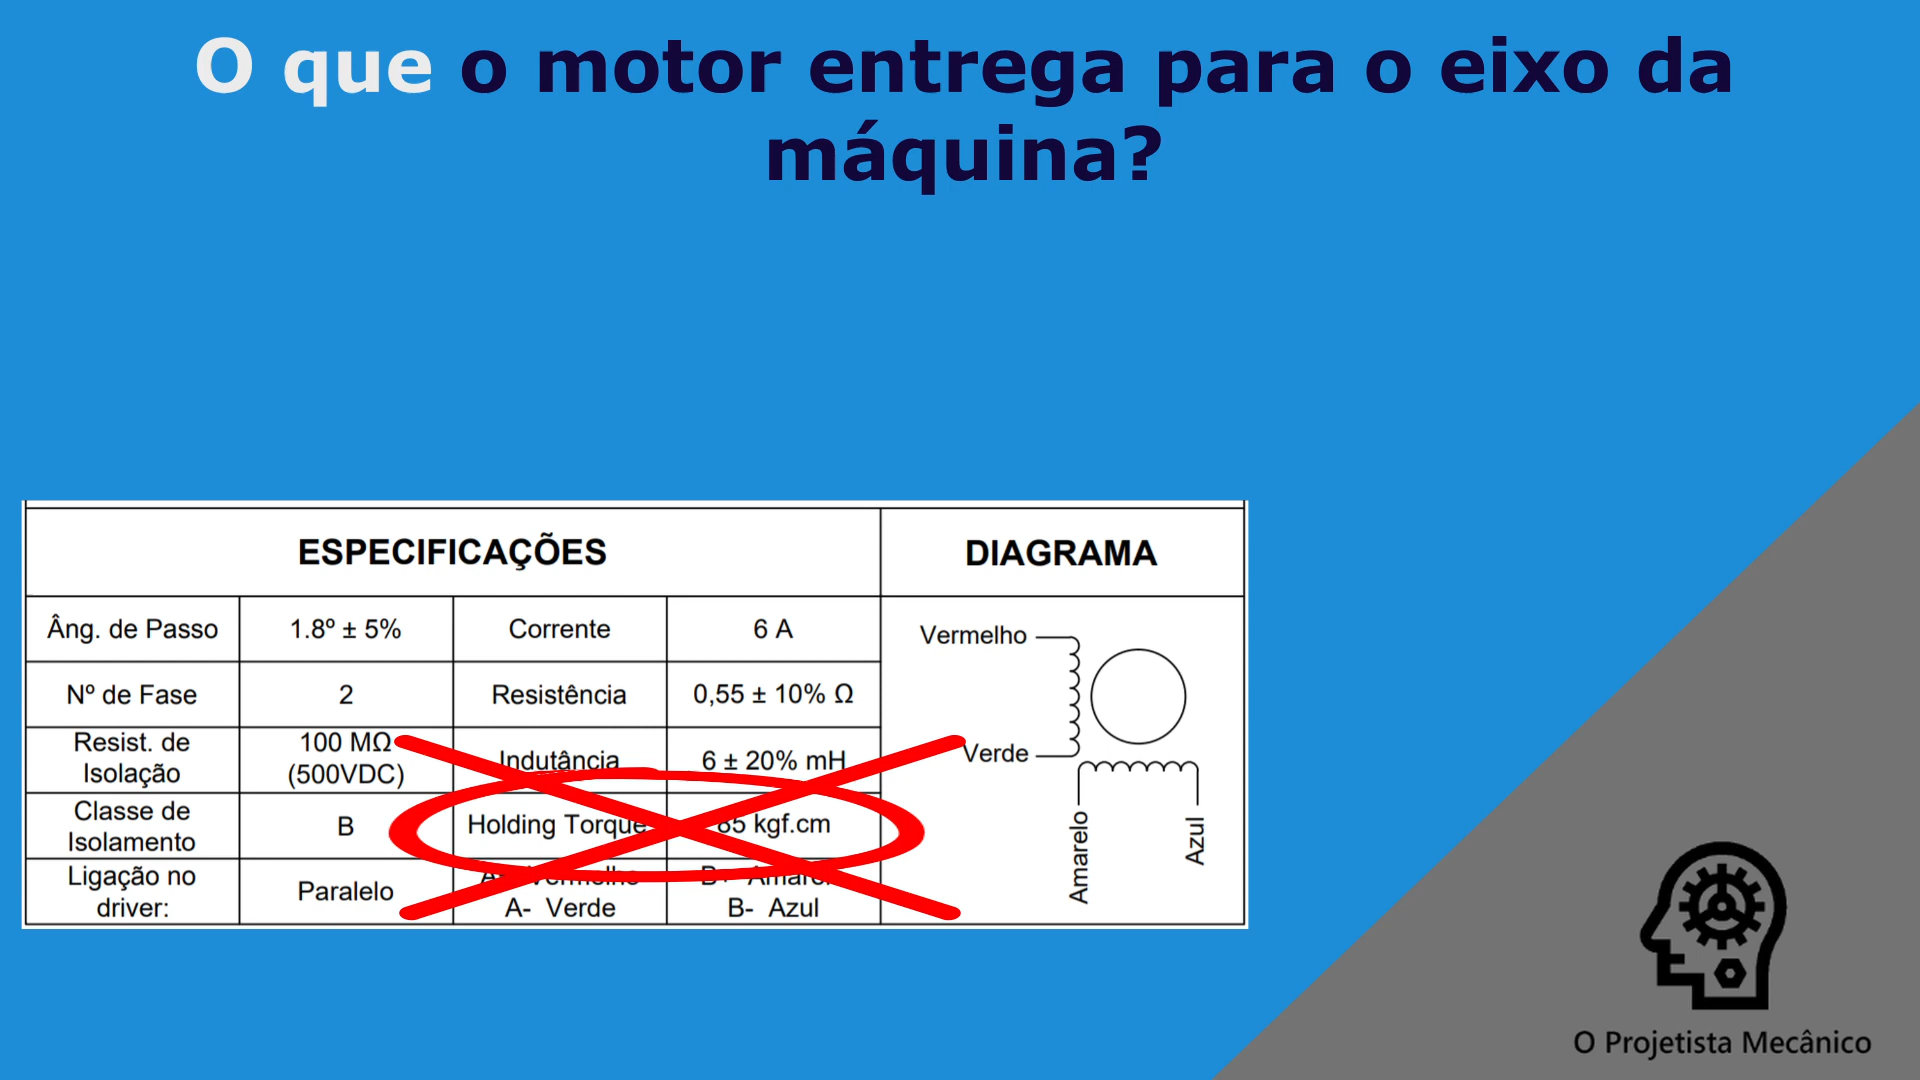 O que o motor entrega para o eixo da
máquina?
ESPECIFICAÇÕES
DIAGRAMA
Âng. de Passo
1.8º ± 5%
Corrente
6 A
Nº de Fase
2
Resistência
0,55 ± 10% Ω
Resist. de
Isolação
100 MΩ
(500VDC)
Indutância
6 ± 20% mH
Classe de
Isolamento
B
Holding Torque
85 kgf.cm
Ligação no
driver:
Paralelo
Vermelho
A- Verde
B- Azul
Vermelho
Verde
Amarelo
Azul
O Projetista Mecânico